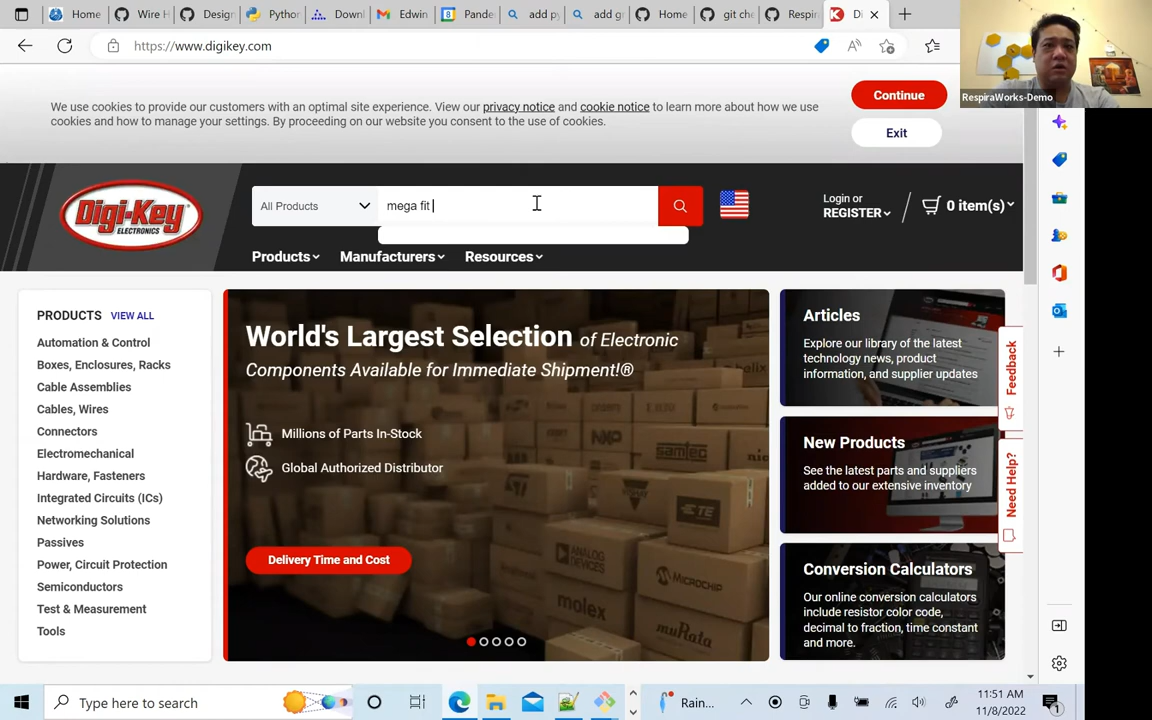 Home
Wire H
Design
Python
Downl
Edwin
Pande
add py
add gr
Home
git che
Respir
Di
https://www.digikey.com
RespiraWorks-Demo
We use cookies to provide our customers with an optimal site experience. View our privacy notice and cookie notice to learn more about how we use
cookies and how to manage your settings. By proceeding on our website you consent to the use of cookies.
Continue
Exit
Digi-Key
ELECTRONICS
All Products
mega fit
Login or
REGISTER
0 item(s)
Products
Manufacturers
Resources
PRODUCTS VIEW ALL
Automation & Control
Boxes, Enclosures, Racks
Cable Assemblies
Cables, Wires
Connectors
Electromechanical
Hardware, Fasteners
Integrated Circuits (ICs)
Networking Solutions
Passives
Power, Circuit Protection
Semiconductors
Test & Measurement
Tools
World's Largest Selection of Electronic
Components Available for Immediate Shipment!®
Millions of Parts In-Stock
Global Authorized Distributor
Delivery Time and Cost
NXP
samtec
TE
ANALOG
DEVICES
MICROCHIP
molex
muRata
Articles
Explore our library of the latest
technology news, product
information, and supplier updates
New Products
See the latest parts and suppliers
added to our extensive inventory
Conversion Calculators
Our online conversion calculators
include resistor color code,
decimal to fraction, time constant
and more.
Feedback
Need Help?
Type here to search
Rain...
11:51 AM
11/8/2022
1